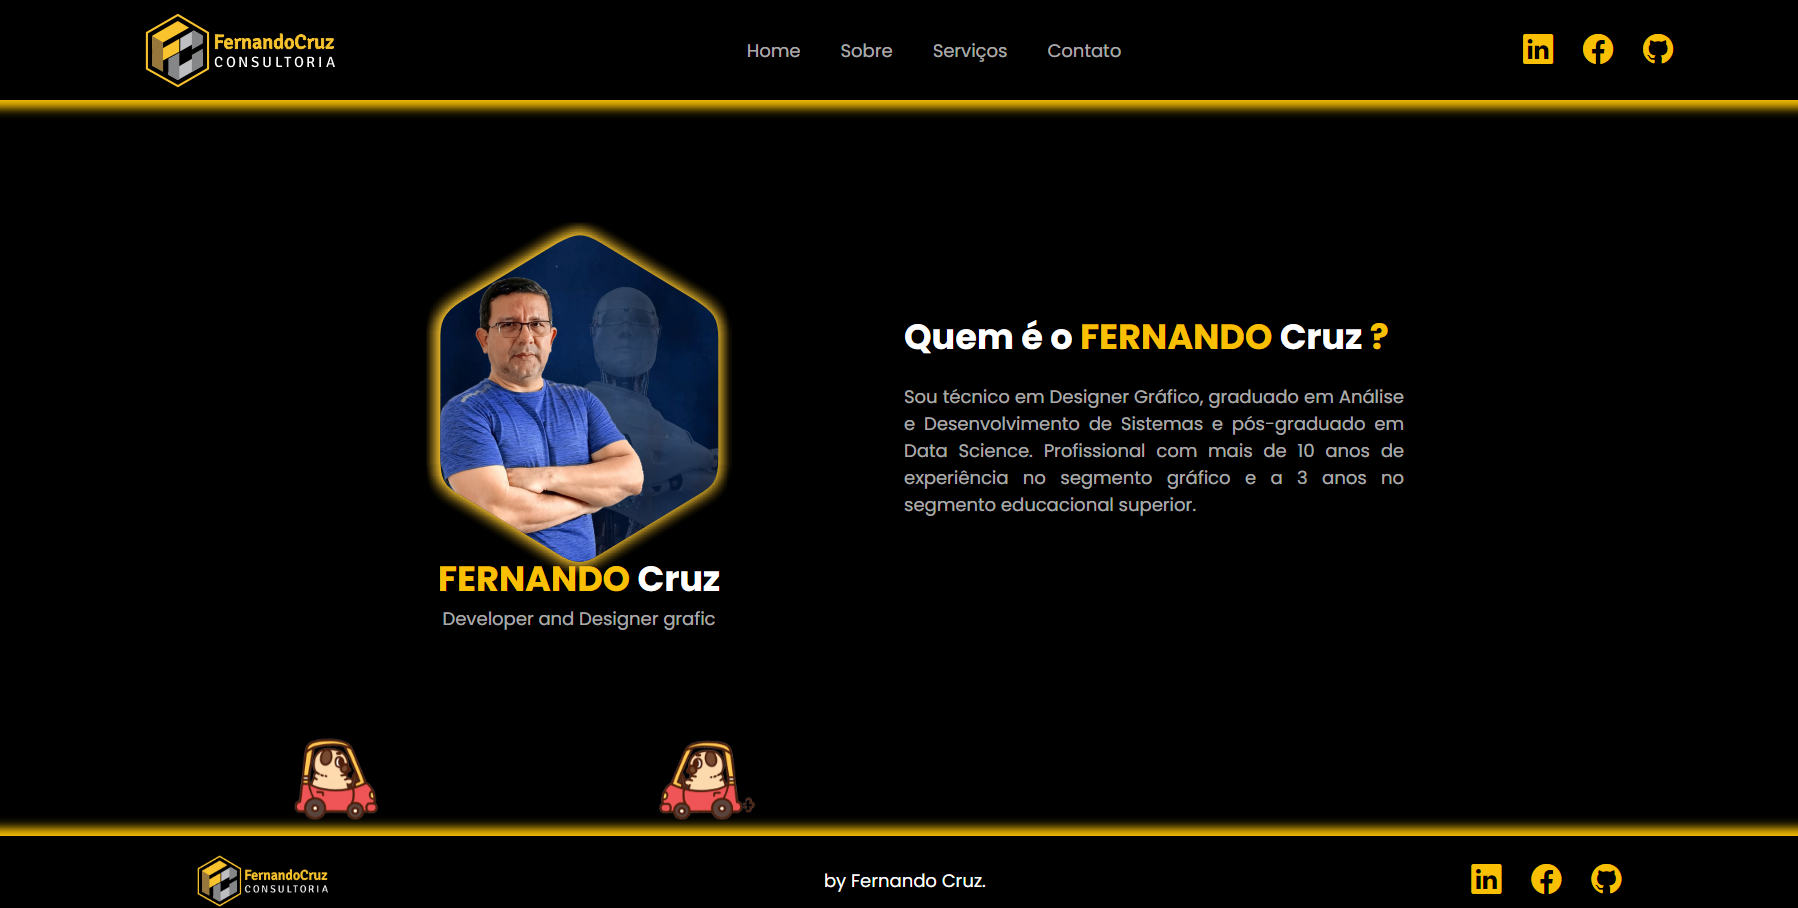 FernandoCruz
CONSULTORIA
Home Sobre Serviços Contato
Quem é o FERNANDO Cruz ?
Sou técnico em Designer Gráfico, graduado em Análise
e Desenvolvimento de Sistemas e pós-graduado em
Data Science. Profissional com mais de 10 anos de
experiência no segmento gráfico e a 3 anos no
segmento educacional superior.
FERNANDO Cruz
Developer and Designer grafic
FernandoCruz
CONSULTORIA
by Fernando Cruz.